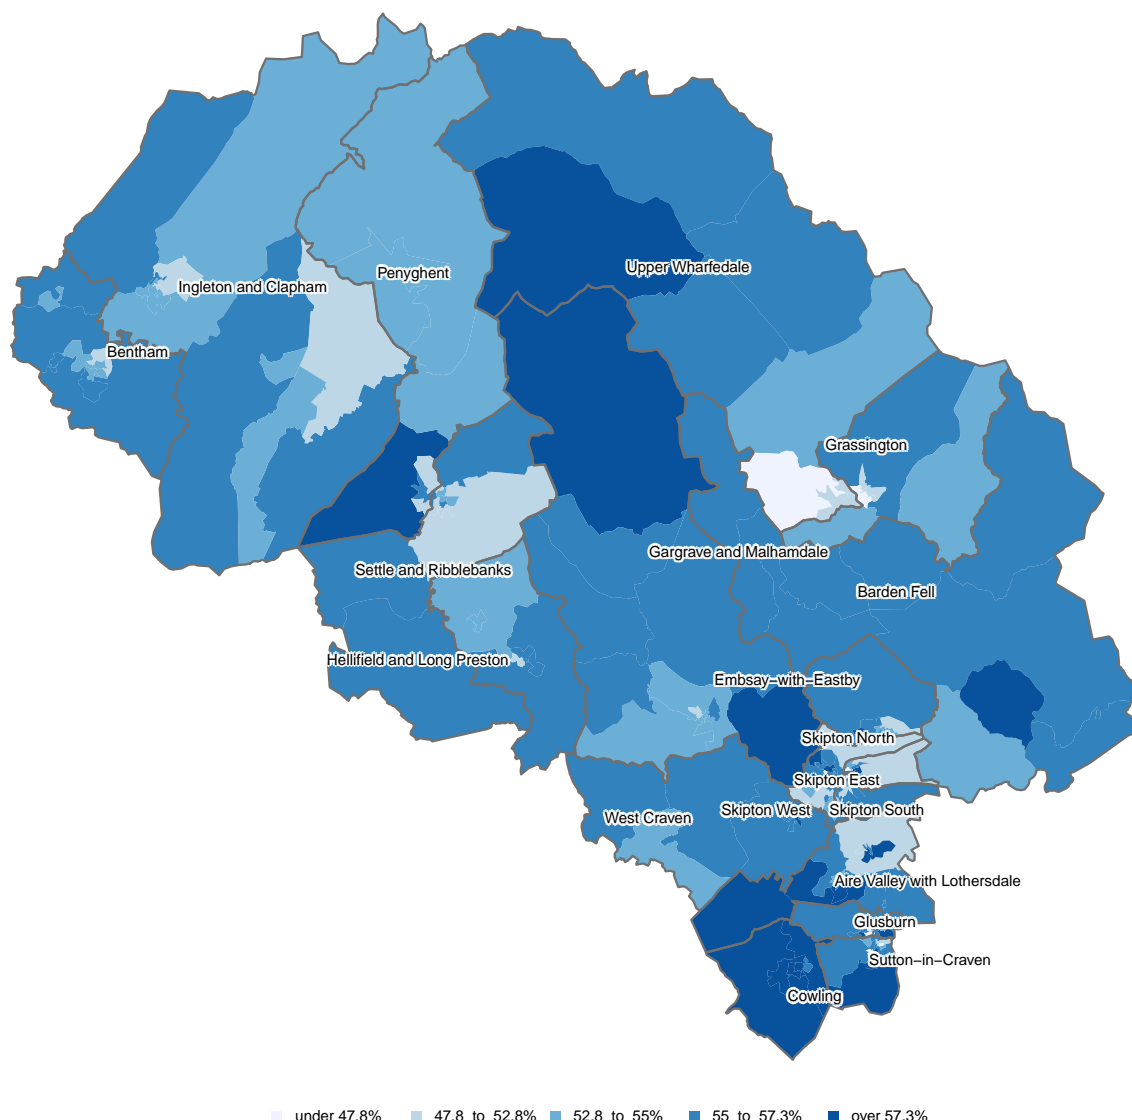 Upper Wharfedale
Penyghent
Ingleton and Clapham
Bentham
Grassington
Gargrave and Malhamdale
Settle and Ribblebanks
Barden Fell
Hellifield and Long Preston
Embsay−with−Eastby
Skipton North
Skipton East
Skipton West
Skipton South
West Craven
Aire Valley with Lothersdale
Glusburn
Sutton−in−Craven
Cowling
under 47.8% 47.8 to 52.8% 52.8 to 55% 55 to 57.3% over 57.3%